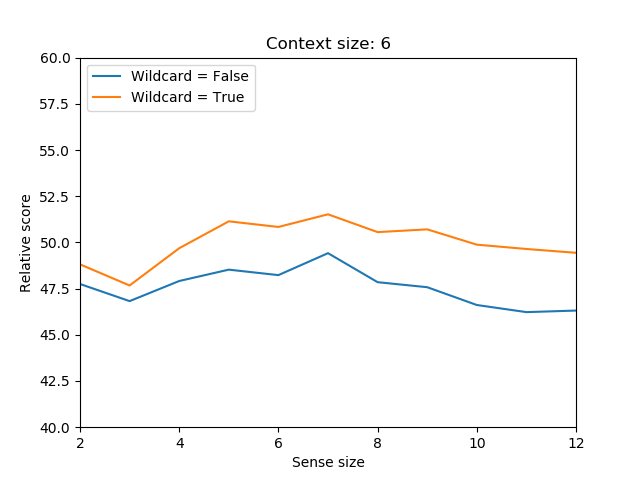 Context size: 6
Wildcard = False
Wildcard = True
60.0
57.5
55.0
52.5
50.0
47.5
45.0
42.5
40.0
Relative score
2 4 6 8 10 12
Sense size